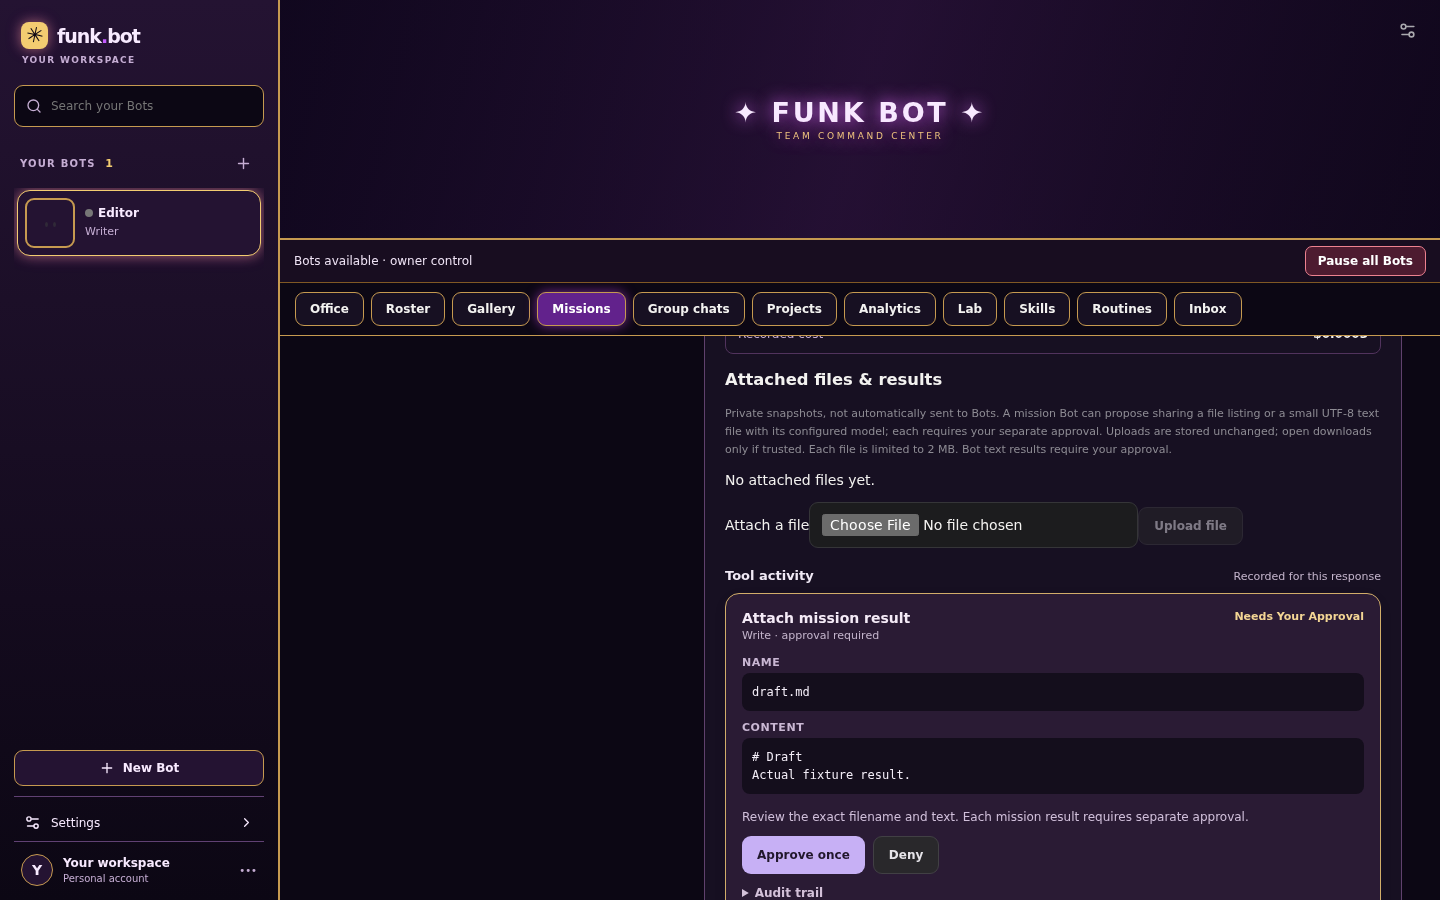 funk.bot
YOUR WORKSPACE
Search your Bots
YOUR BOTS 1
Editor
Writer
New Bot
Settings
Y
Your workspace
Personal account
✦ FUNK BOT ✦
TEAM COMMAND CENTER
Bots available · owner control
Pause all Bots
Office
Roster
Gallery
Missions
Group chats
Projects
Analytics
Lab
Skills
Routines
Inbox
Attached files & results
Private snapshots, not automatically sent to Bots. A mission Bot can propose sharing a file listing or a small UTF-8 text
file with its configured model; each requires your separate approval. Uploads are stored unchanged; open downloads
only if trusted. Each file is limited to 2 MB. Bot text results require your approval.
No attached files yet.
Attach a file Choose File No file chosen Upload file
Tool activity Recorded for this response
Attach mission result Needs Your Approval
Write · approval required
NAME
draft.md
CONTENT
# Draft
Actual fixture result.
Review the exact filename and text. Each mission result requires separate approval.
Approve once Deny
Audit trail